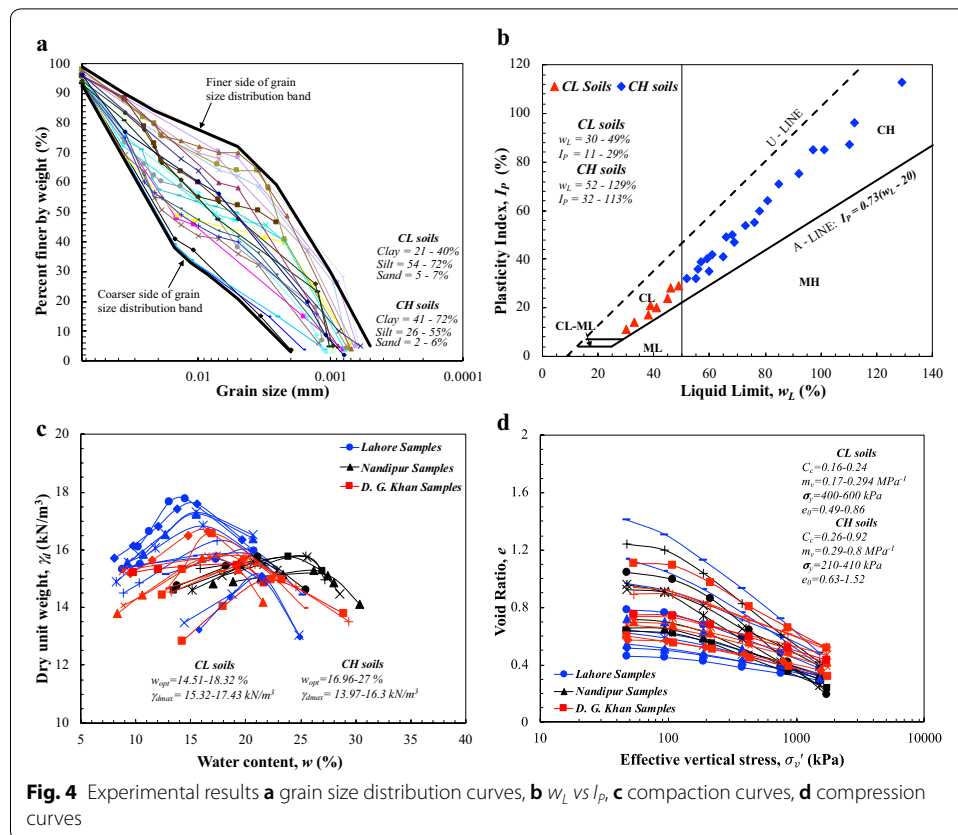 a
Percent finer by weight (%)
100
90
80
70
60
50
40
30
20
10
0
Finer side of grain
size distribution band
Coarser side of grain
size distribution band
CL soils
Clay = 21 - 40%
Silt = 54 - 72%
Sand = 5 - 7%
CH soils
Clay = 41 - 72%
Silt = 26 - 55%
Sand = 2 - 6%
0.01 0.001 0.0001
Grain size (mm)
b
Plasticity Index, IP (%)
120
100
80
60
40
20
0
CL Soils CH soils
CL soils
wL = 30 - 49%
IP = 11 - 29%
CH soils
wL = 52 - 129%
IP = 32 - 113%
U - LINE
CH
A - LINE: IP = 0.73(wL - 20)
MH
CL
CL-ML
ML
0 20 40 60 80 100 120 140
Liquid Limit, wL (%)
c
Dry unit weight, γd (kN/m³)
20
18
17
16
15
14
13
10
Lahore Samples
Nandipur Samples
D. G. Khan Samples
CL soils
wopt=14.51-18.32 %
γdmax= 15.32-17.43 kN/m³
CH soils
wopt=16.96-27 %
γdmax= 13.97-16.3 kN/m³
5 10 15 20 25 30 35 40
Water content, w (%)
d
Void Ratio, e
2
1.6
1.2
0.8
0.4
0
CL soils
Cc=0.16-0.24
mv=0.17-0.294 MPa-1
σy=400-600 kPa
e0=0.49-0.86
CH soils
Cc=0.26-0.92
mv=0.29-0.8 MPa-1
σy=210-410 kPa
e0=0.63-1.52
Lahore Samples
Nandipur Samples
D. G. Khan Samples
10 100 1000 10000
Effective vertical stress, σv' (kPa)
Fig. 4 Experimental results a grain size distribution curves, b wL vs IP, c compaction curves, d compression
curves